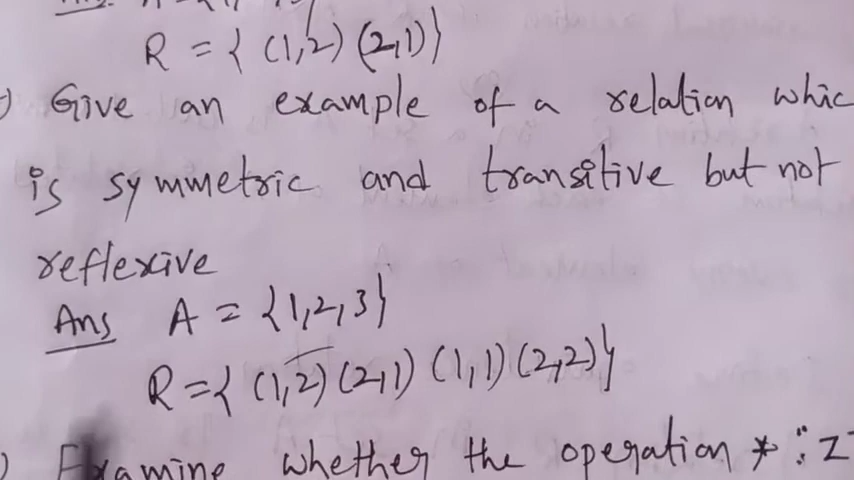 R = { (1,2) (2,1)}
) Give an example of a relation whic
is symmetric and transitive but not
reflexive
Ans A = {1,2,3}
R = { (1,2) (2,1) (1,1) (2,2)}
) Examine whether the operation * : Z